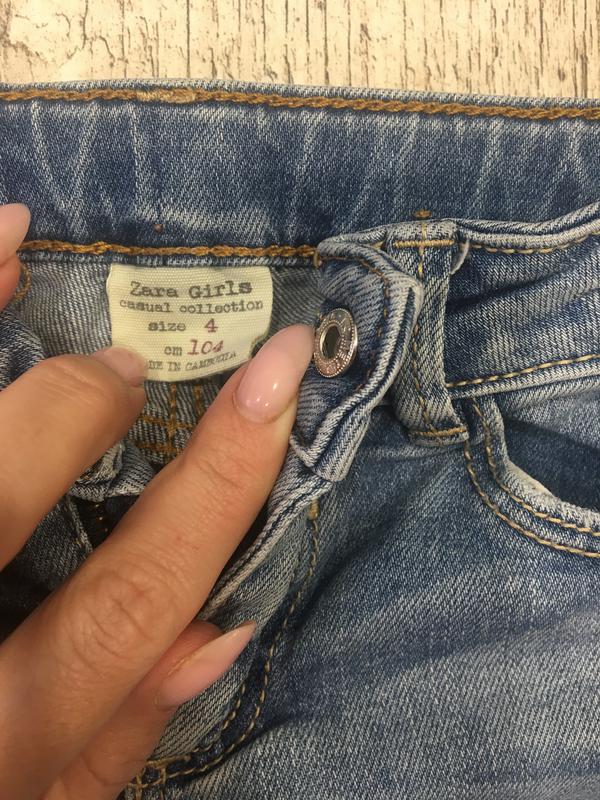 Zara Girls
casual collection
size 4
cm 104
DE IN CAMBODIA